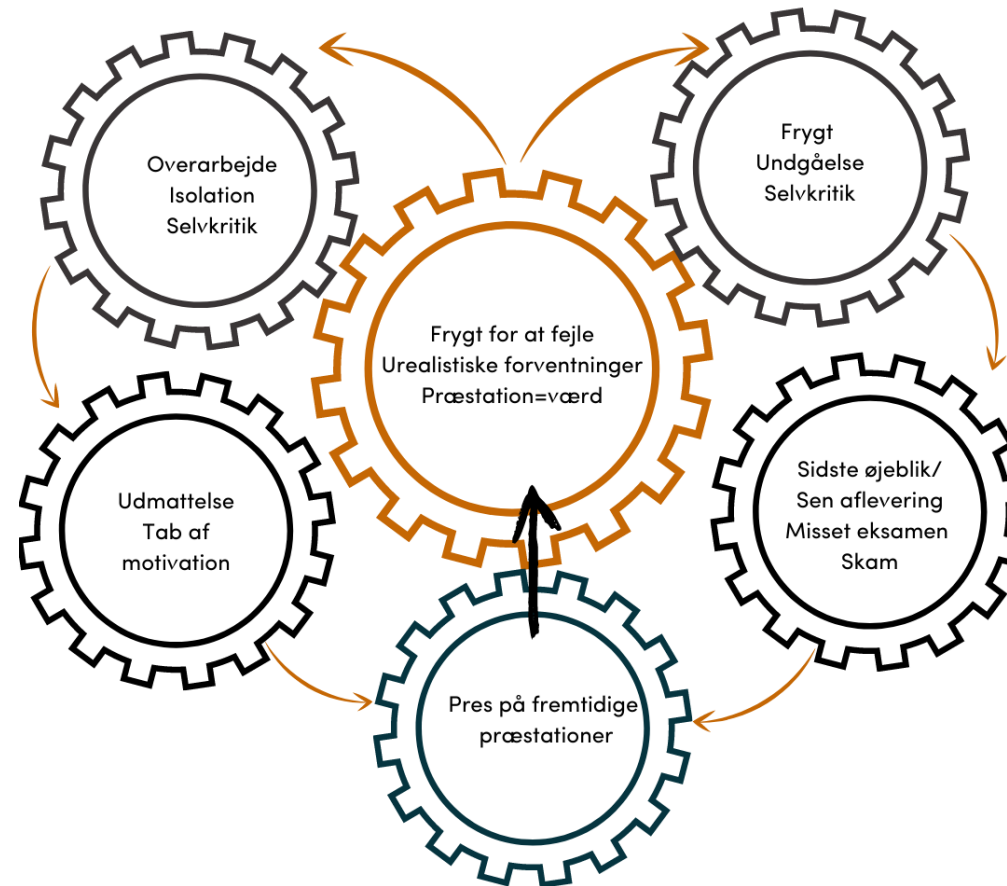 Overarbejde
Isolation
Selvkritik
Frygt
Undgåelse
Selvkritik
Frygt for at fejle
Urealistiske forventninger
Præstation=værd
Udmattelse
Tab af
motivation
Sidste øjeblik/
Sen aflevering
Misset eksamen
Skam
Pres på fremtidige
præstationer